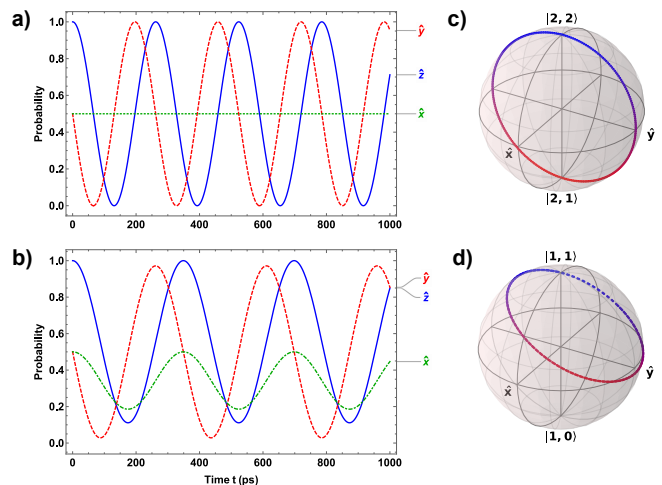 a)
Probability
1.0
0.8
0.6
0.4
0.2
0.0
0
200
400
600
800
1000
ŷ
ẑ
x̂
b)
Probability
1.0
0.8
0.6
0.4
0.2
0.0
0
200
400
600
800
1000
Time t (ps)
ŷ
ẑ
x̂
c)
|2, 2⟩
x̂
ŷ
|2, 1⟩
d)
|1, 1⟩
x̂
ŷ
|1, 0⟩